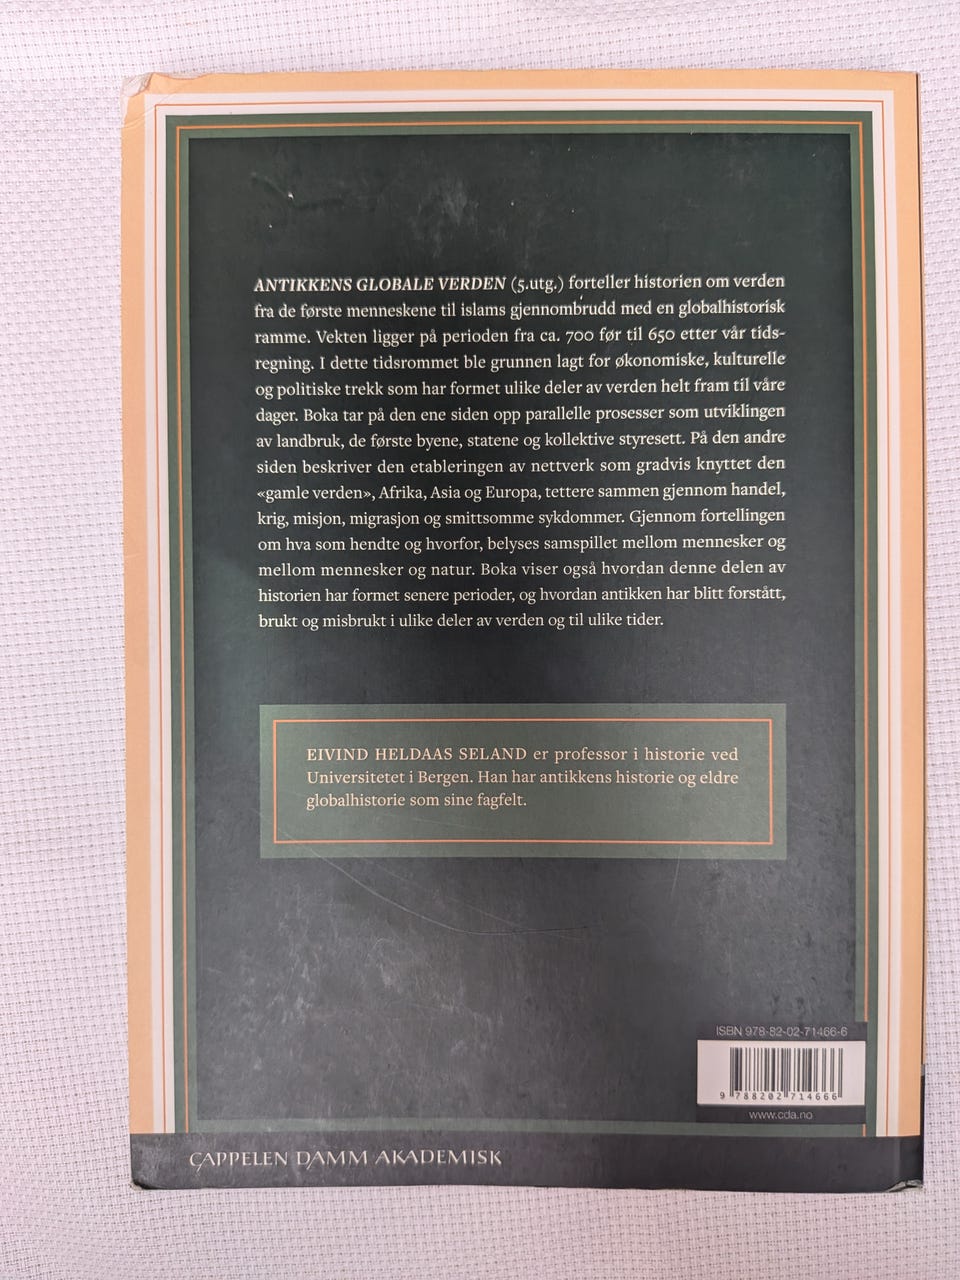 ANTIKKENS GLOBALE VERDEN (5.utg.) forteller historien om verden
fra de første menneskene til islams gjennombrudd med en globalhistorisk
ramme. Vekten ligger på perioden fra ca. 700 før til 650 etter vår tids-
regning. I dette tidsrommet ble grunnen lagt for økonomiske, kulturelle
og politiske trekk som har formet ulike deler av verden helt fram til våre
dager. Boka tar på den ene siden opp parallelle prosesser som utviklingen
av landbruk, de første byene, statene og kollektive styresett. På den andre
siden beskriver den etableringen av nettverk som gradvis knyttet den
«gamle verden», Afrika, Asia og Europa, tettere sammen gjennom handel,
krig, misjon, migrasjon og smittsomme sykdommer. Gjennom fortellingen
om hva som hendte og hvorfor, belyses samspillet mellom mennesker og
mellom mennesker og natur. Boka viser også hvordan denne delen av
historien har formet senere perioder, og hvordan antikken har blitt forstått,
brukt og misbrukt i ulike deler av verden og til ulike tider.
EIVIND HELDAAS SELAND er professor i historie ved
Universitetet i Bergen. Han har antikkens historie og eldre
globalhistorie som sine fagfelt.
ISBN 978-82-02-71466-6
9 788202 714666
www.cda.no
CAPPELEN DAMM AKADEMISK